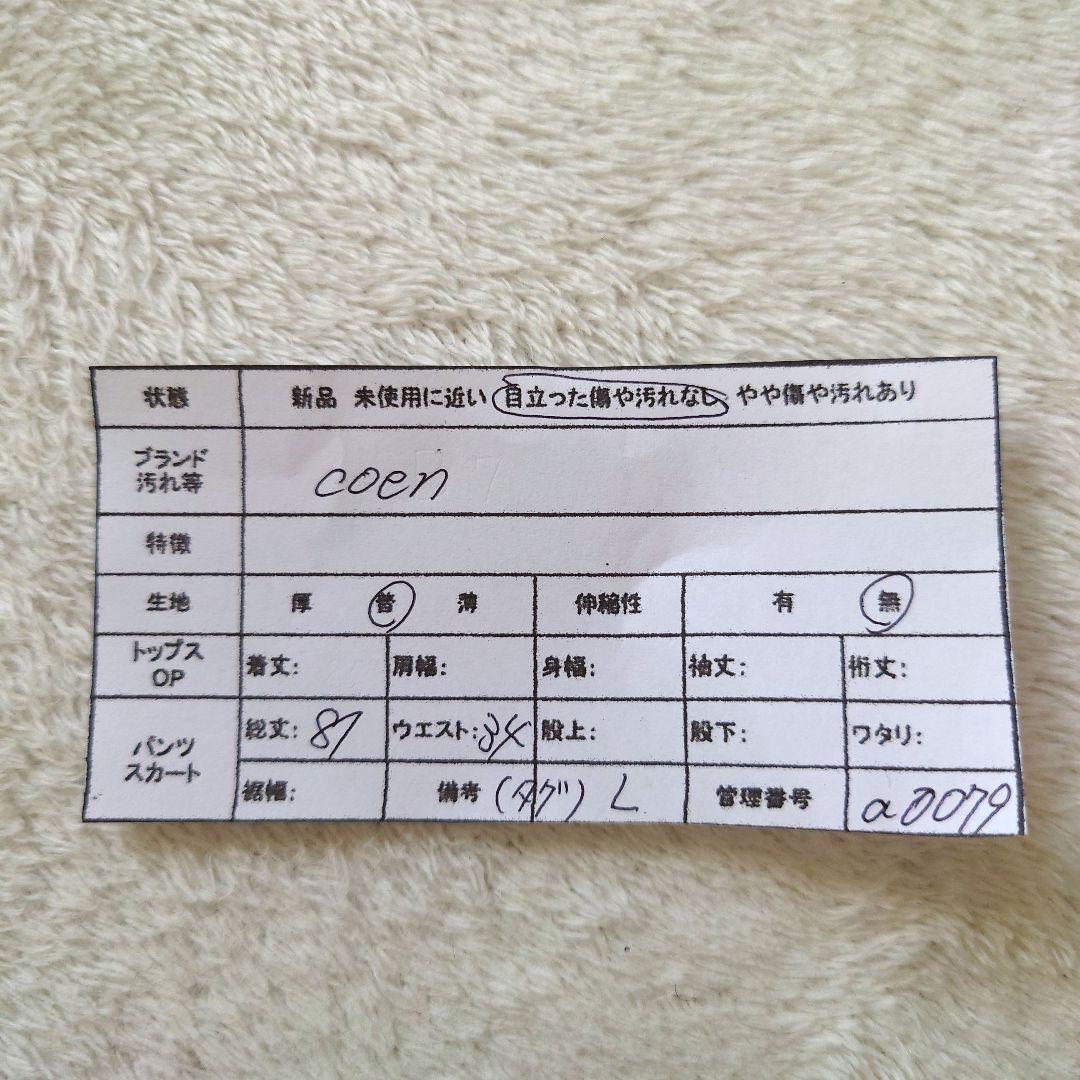 状態 新品 未使用に近い 目立った傷や汚れなし やや傷や汚れあり
ブランド
汚れ等 coen
特徴
生地 厚 普 薄 伸縮性 有 無
トップス
OP 着丈: 肩幅: 身幅: 袖丈: 裄丈:
パンツ
スカート 総丈: 87 ウエスト: 34 股上: 股下: ワタリ:
裾幅: 備考 (タグ) L 管理番号 a0079